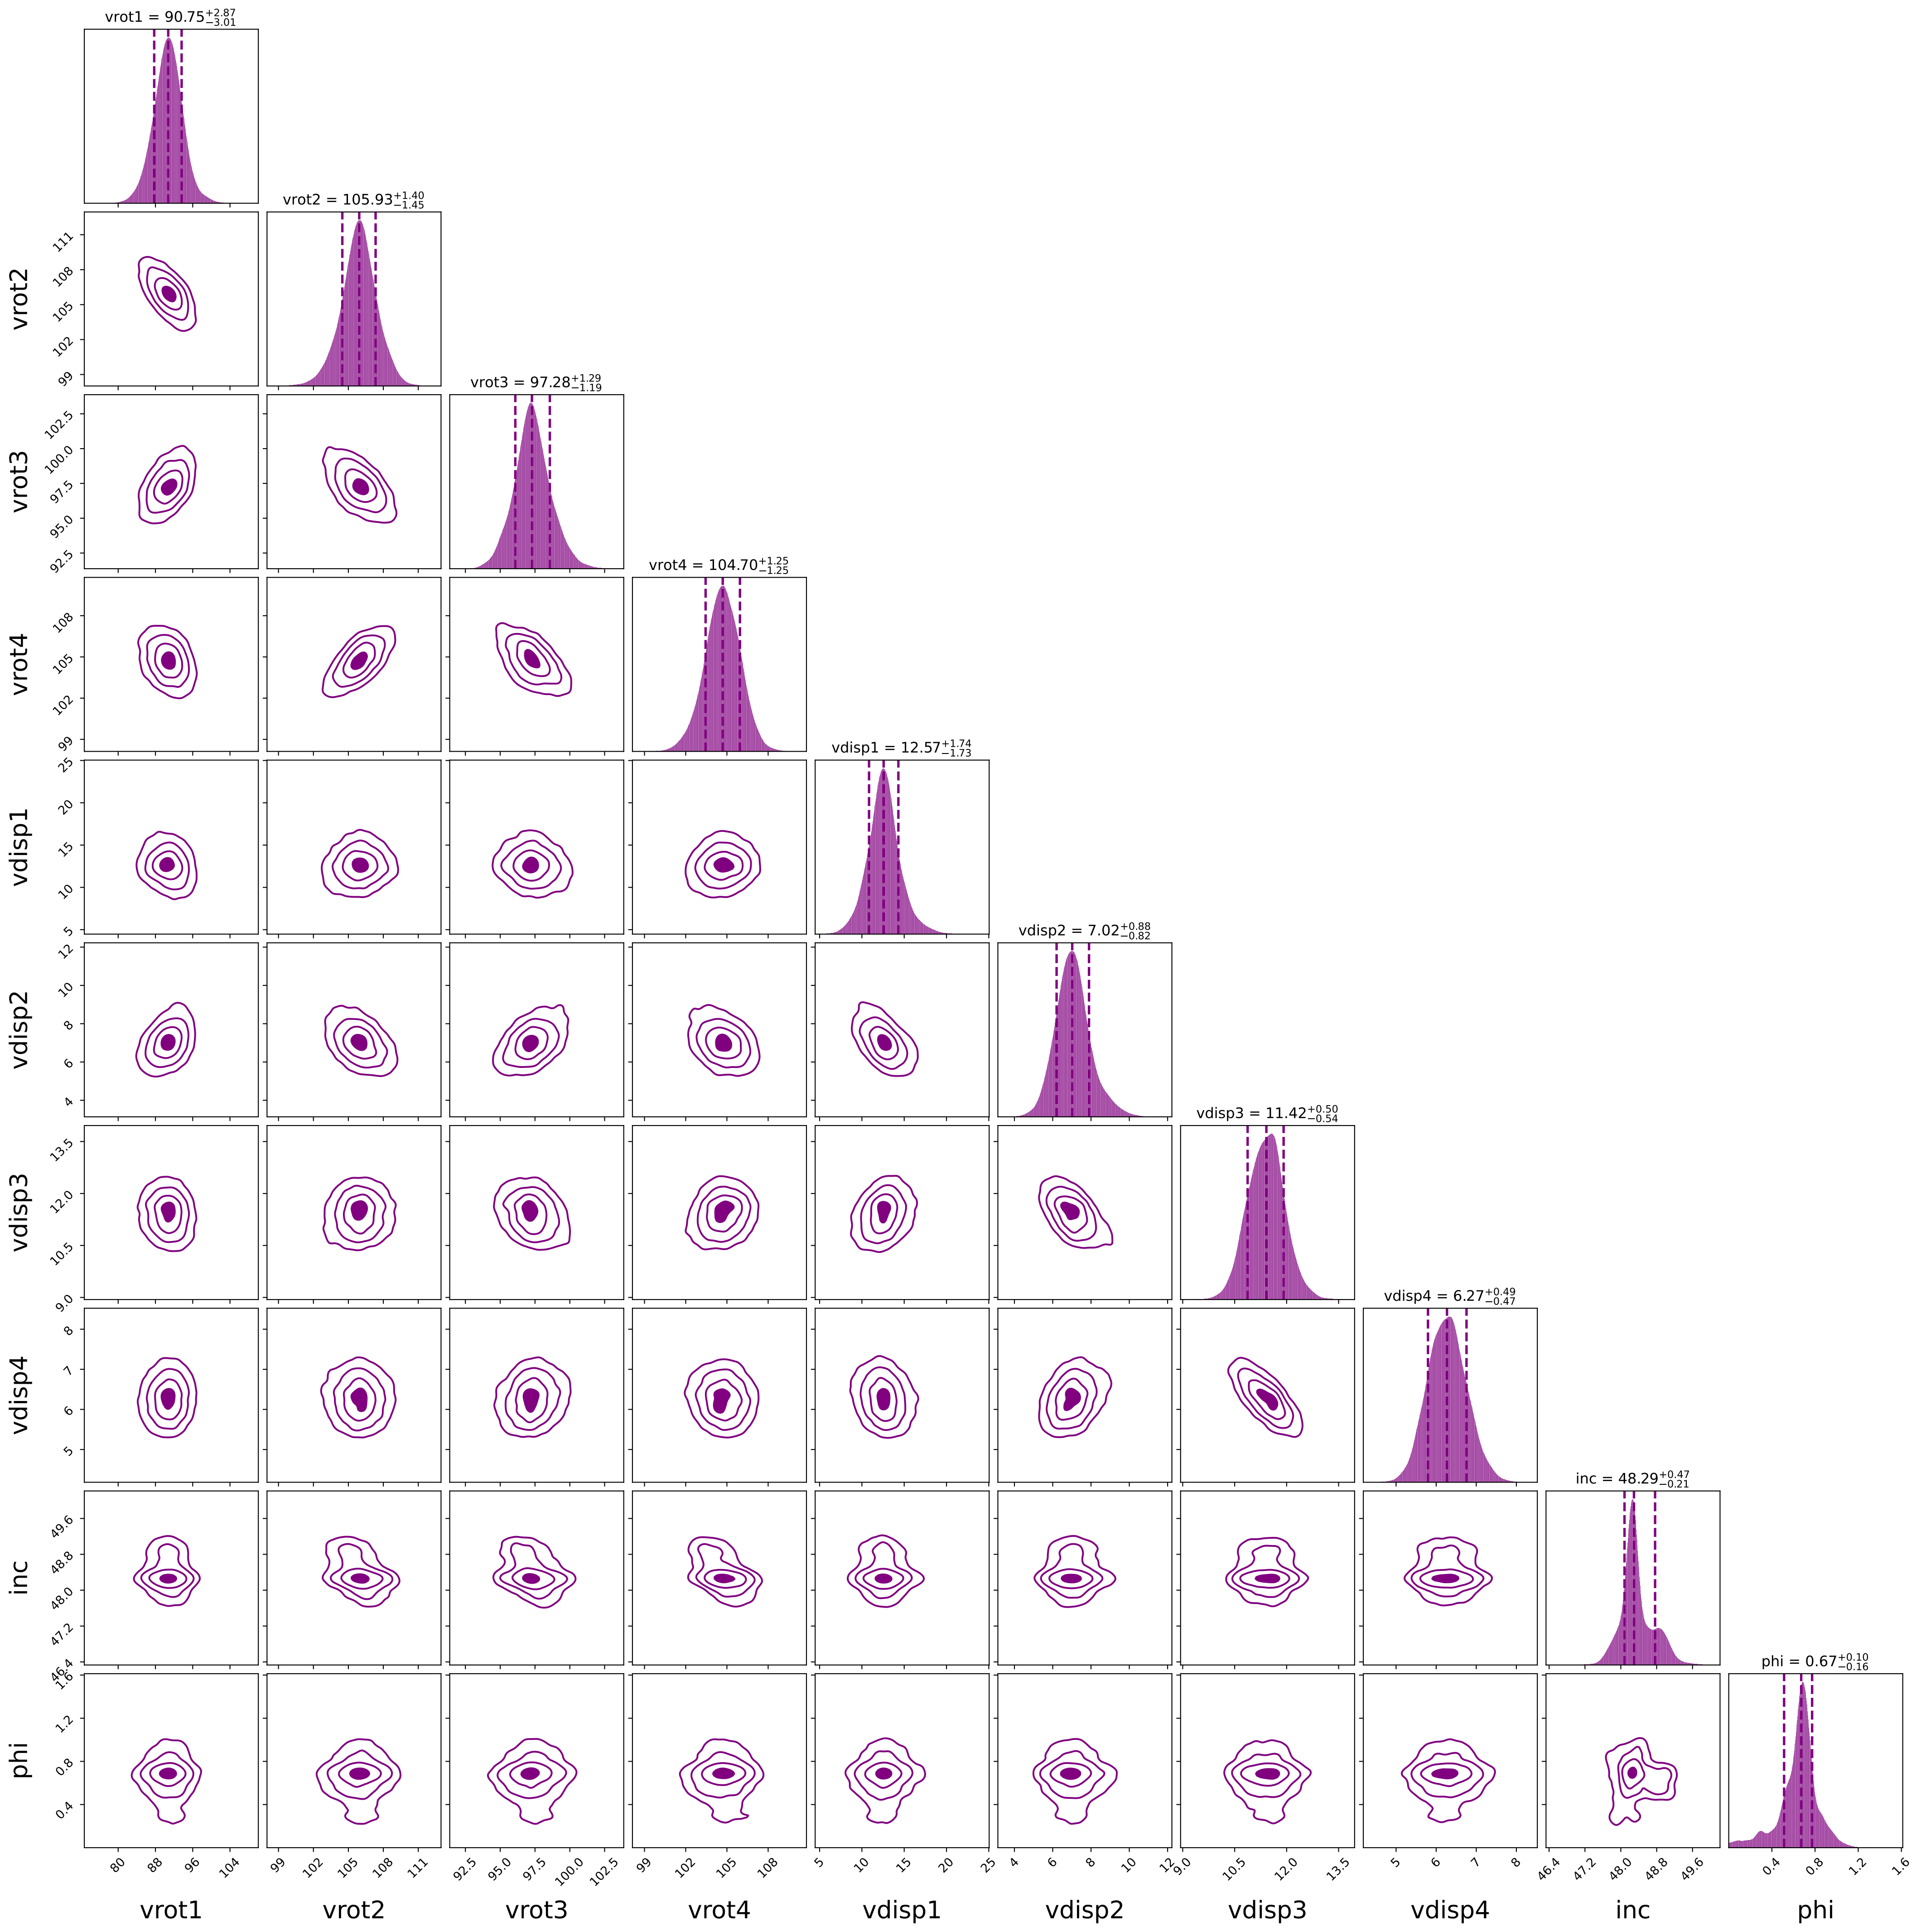 vrot1 = 90.75+2.87 −3.01
vrot2 = 105.93+1.40 −1.45
vrot2
111
108
105
102
99
vrot3 = 97.28+1.29 −1.19
vrot3
102.5
100.0
97.5
95.0
92.5
vrot4 = 104.70+1.25 −1.25
vrot4
108
105
102
99
vdisp1 = 12.57+1.74 −1.73
vdisp1
25
20
15
10
5
vdisp2 = 7.02+0.88 −0.82
vdisp2
12
10
8
6
4
vdisp3 = 11.42+0.50 −0.54
vdisp3
13.5
12.0
10.5
9.0
vdisp4 = 6.27+0.49 −0.47
vdisp4
8
7
6
5
inc = 48.29+0.47 −0.21
inc
49.6
48.8
48.0
47.2
46.4
phi = 0.67+0.10 −0.16
phi
1.6
1.2
0.8
0.4
80 88 96 104 99 102 105 108 111 92.5 95.0 97.5 100.0 102.5 99 102 105 108 5 10 15 20 25 4 6 8 10 12 9.0 10.5 12.0 13.5 5 6 7 8 46.4 47.2 48.0 48.8 49.6 0.4 0.8 1.2 1.6
vrot1 vrot2 vrot3 vrot4 vdisp1 vdisp2 vdisp3 vdisp4 inc phi